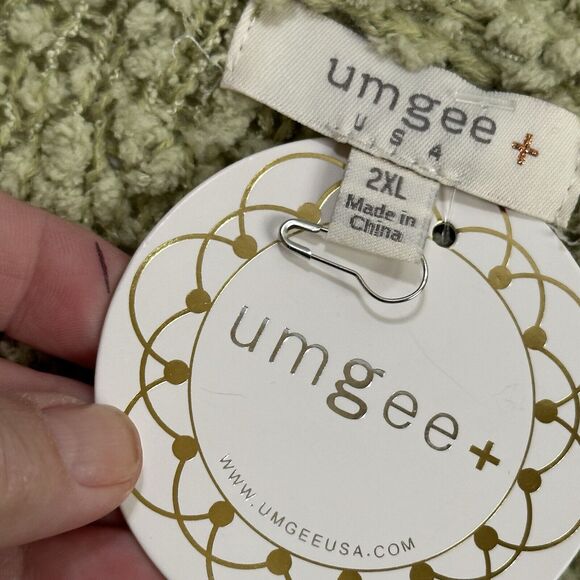 umgee +
USA
2XL
Made in
China
umgee+
WWW.UMGEEUSA.COM